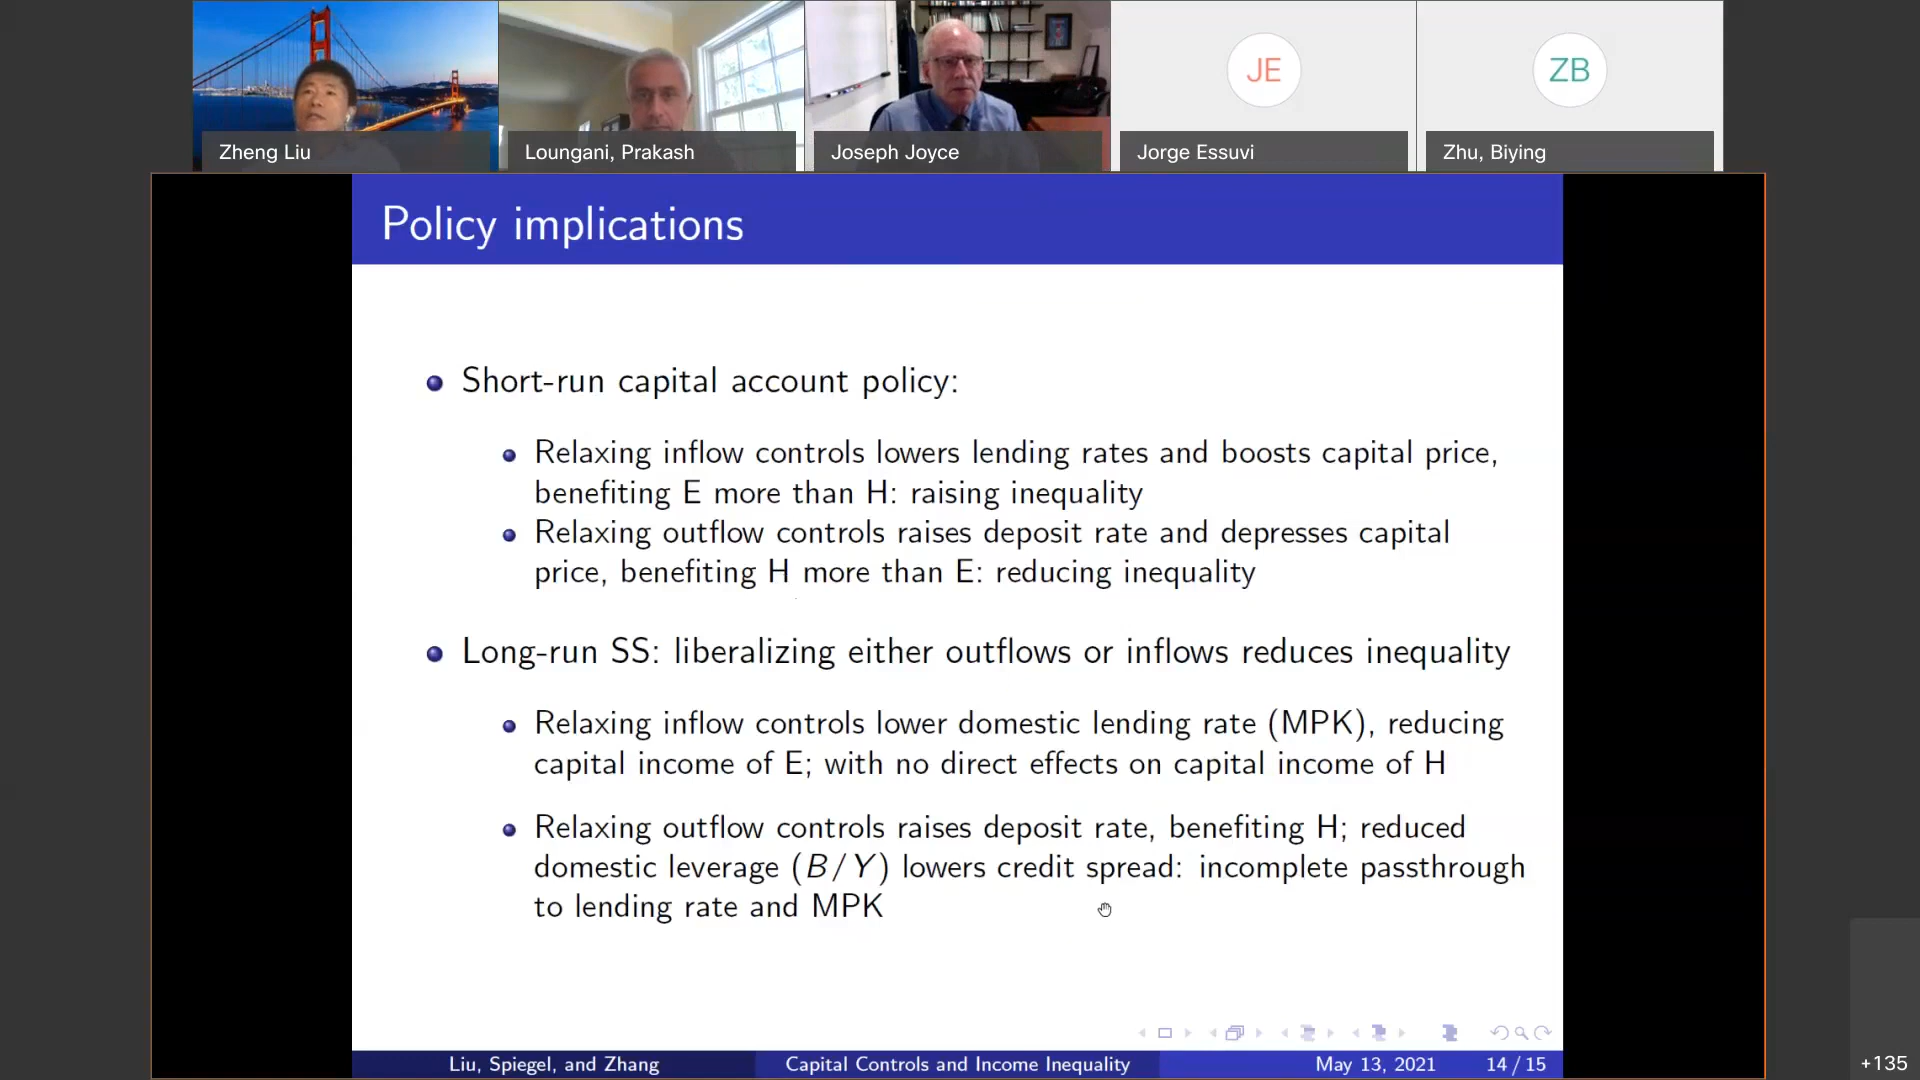 Zheng Liu
Loungani, Prakash
Joseph Joyce
JE
Jorge Essuvi
ZB
Zhu, Biying
Policy implications
Short-run capital account policy:
Relaxing inflow controls lowers lending rates and boosts capital price,
benefiting E more than H: raising inequality
Relaxing outflow controls raises deposit rate and depresses capital
price, benefiting H more than E: reducing inequality
Long-run SS: liberalizing either outflows or inflows reduces inequality
Relaxing inflow controls lower domestic lending rate (MPK), reducing
capital income of E; with no direct effects on capital income of H
Relaxing outflow controls raises deposit rate, benefiting H; reduced
domestic leverage (B/Y) lowers credit spread: incomplete passthrough
to lending rate and MPK
Liu, Spiegel, and Zhang
Capital Controls and Income Inequality
May 13, 2021
14 / 15
+135